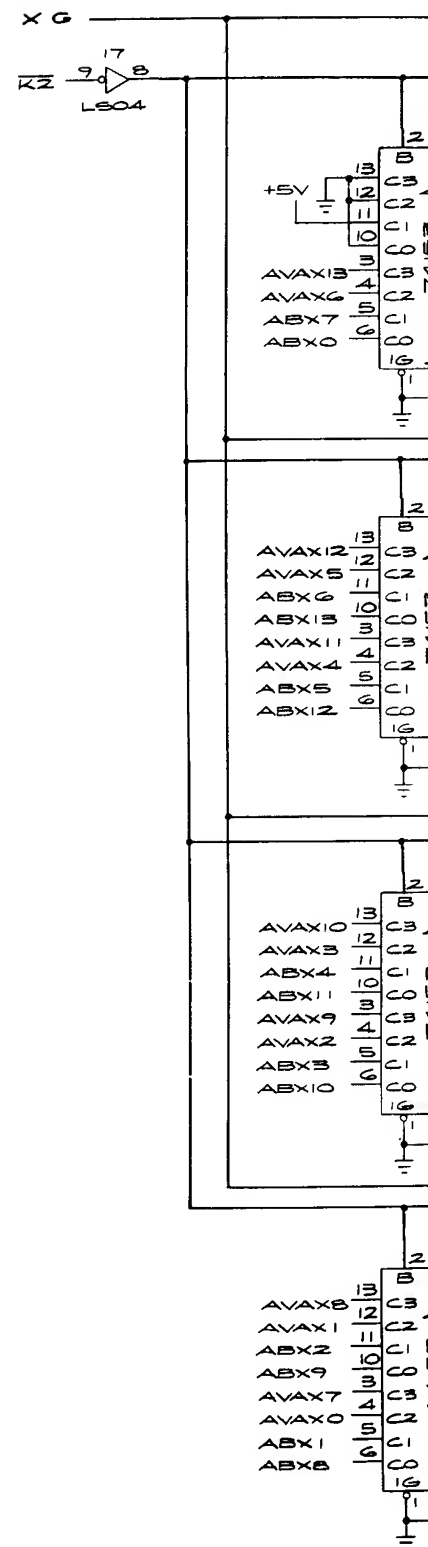 XG
17
K2 9 8
LS04
2
B
13 C3
+5V 12 C2
11 C1
10 C0
AVAX13 3 C3
AVAX6 4 C2
ABX7 5 C1
ABX0 6 C0
1G
1
2
B
AVAX12 13 C3
AVAX5 12 C2
ABX6 11 C1
ABX13 10 C0
AVAX11 3 C3
AVAX4 4 C2
ABX5 5 C1
ABX12 6 C0
1G
1
2
B
AVAX10 13 C3
AVAX3 12 C2
ABX4 11 C1
ABX11 10 C0
AVAX9 3 C3
AVAX2 4 C2
ABX3 5 C1
ABX10 6 C0
1G
1
2
B
AVAX8 13 C3
AVAX1 12 C2
ABX2 11 C1
ABX9 10 C0
AVAX7 3 C3
AVAX0 4 C2
ABX1 5 C1
ABX8 6 C0
1G
1